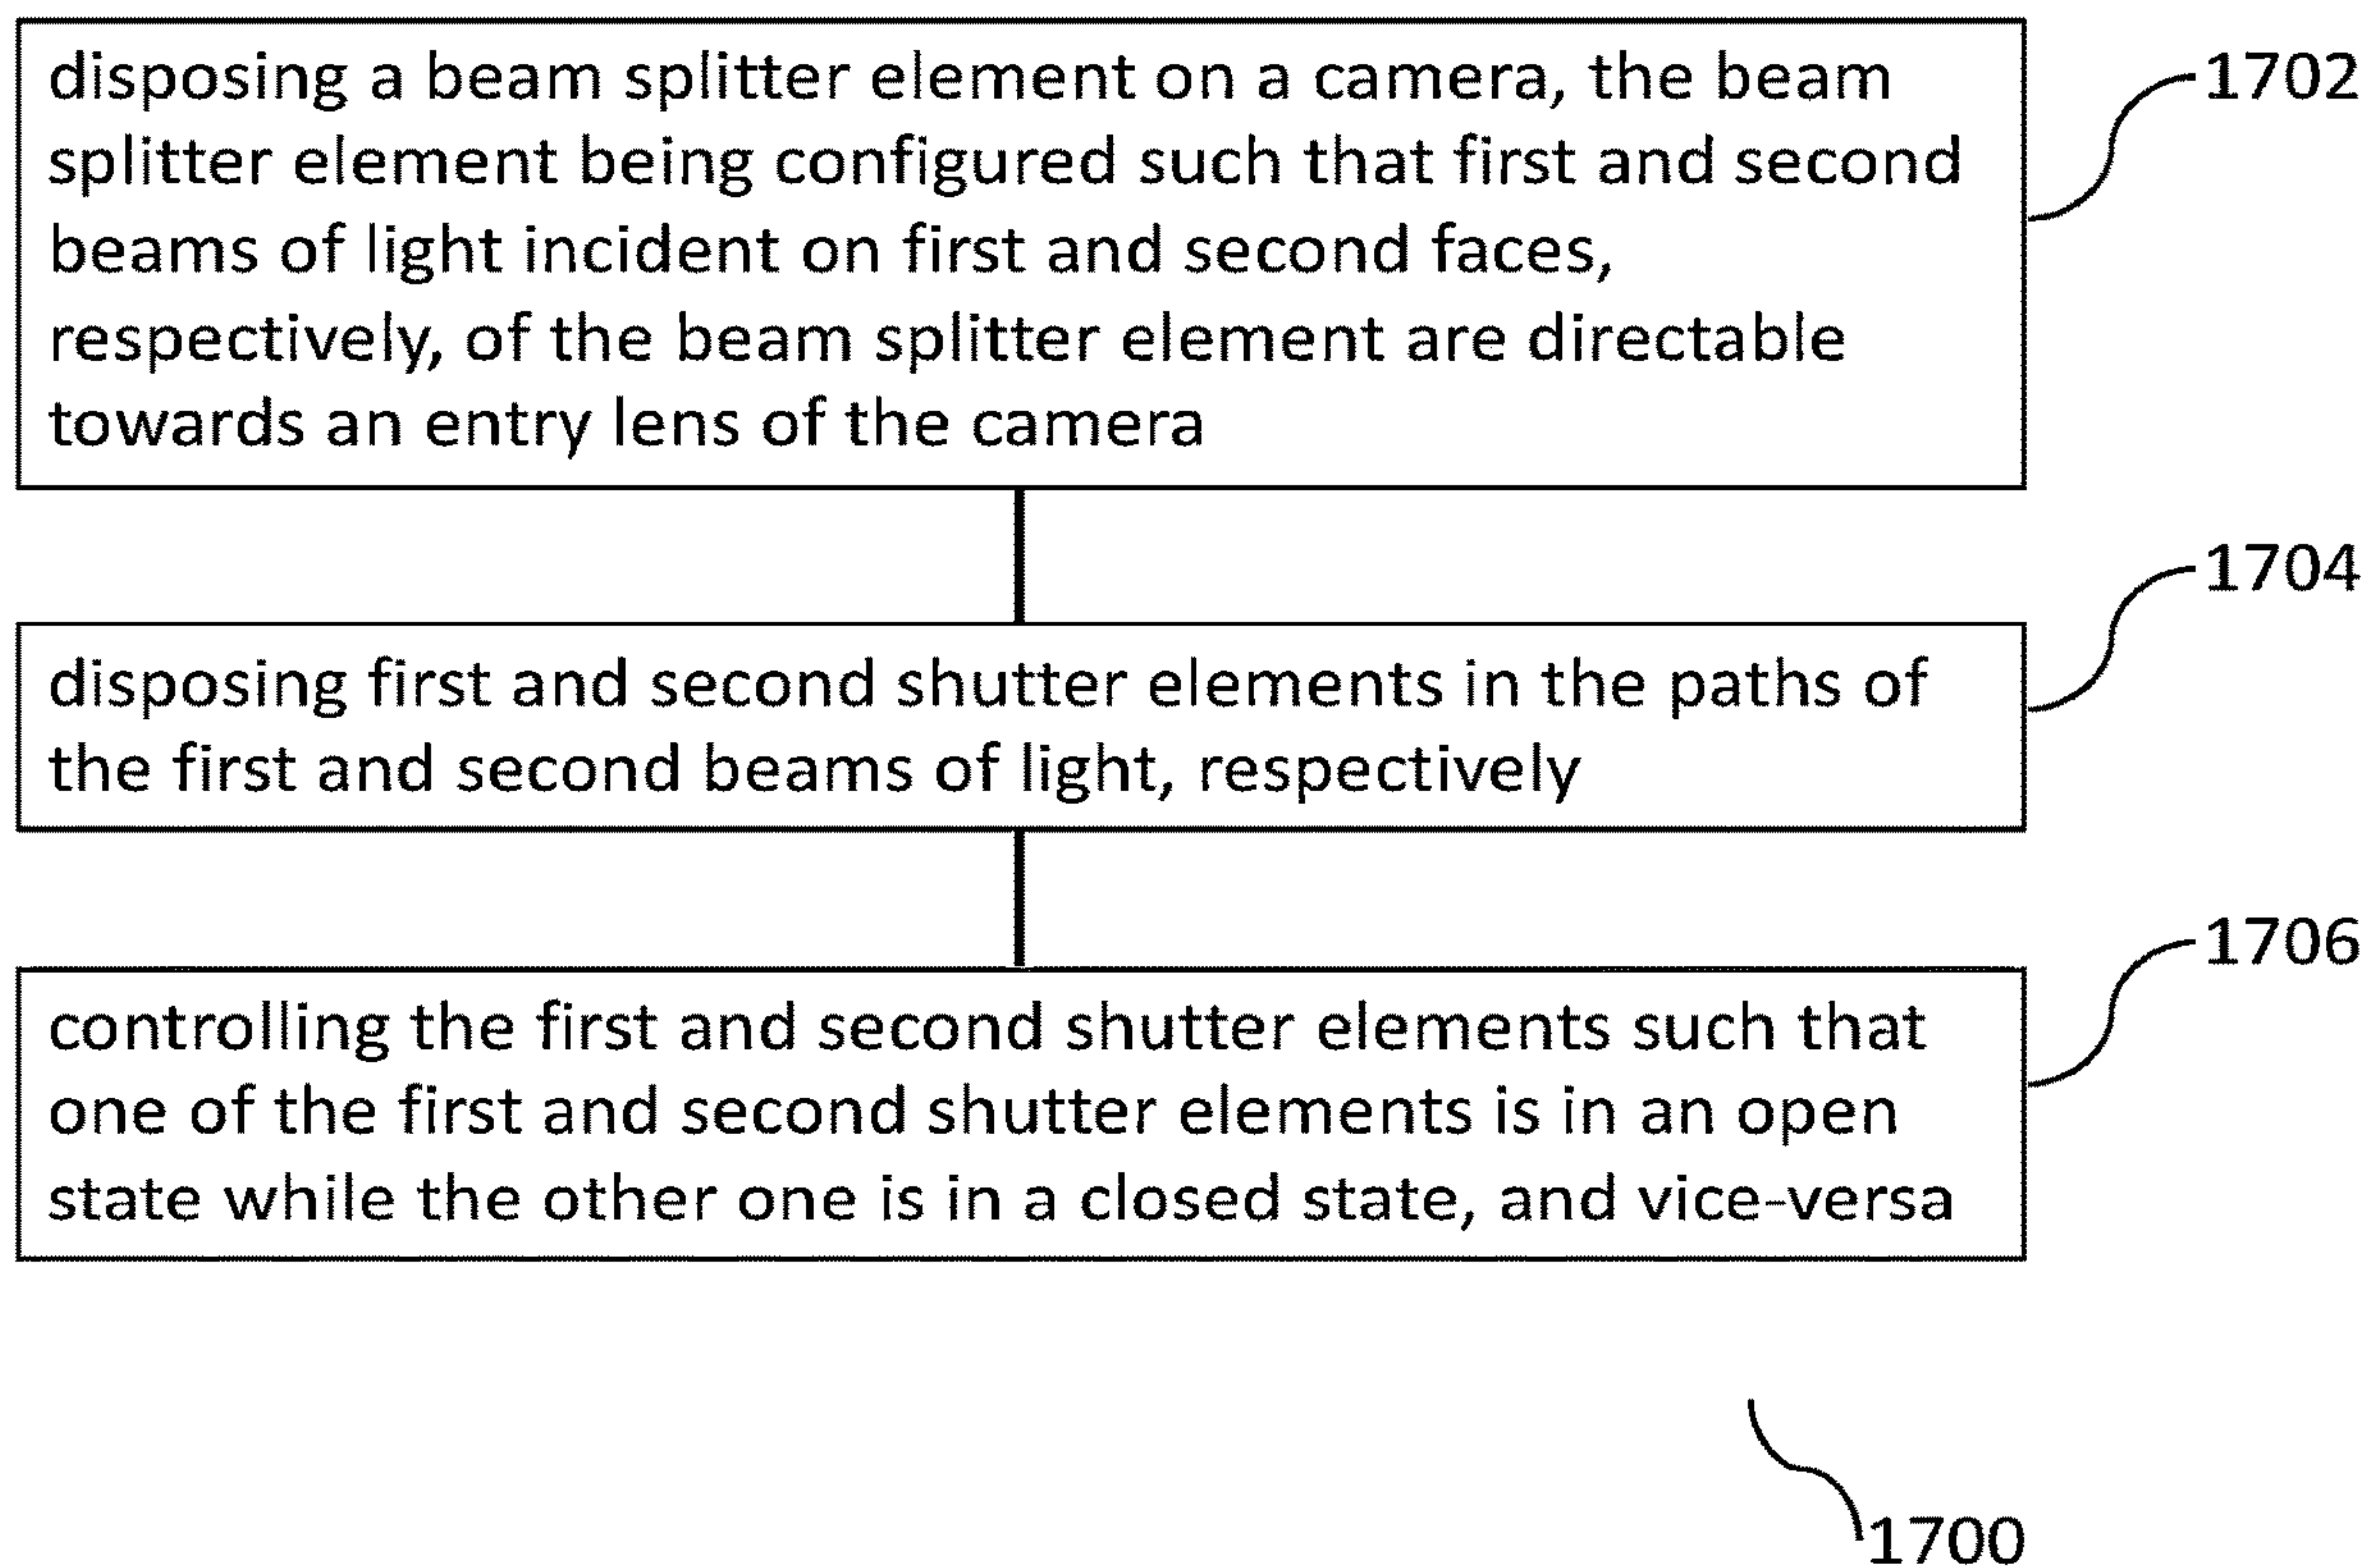 disposing a beam splitter element on a camera, the beam
splitter element being configured such that first and second
beams of light incident on first and second faces,
respectively, of the beam splitter element are directable
towards an entry lens of the camera
1702
disposing first and second shutter elements in the paths of
the first and second beams of light, respectively
1704
controlling the first and second shutter elements such that
one of the first and second shutter elements is in an open
state while the other one is in a closed state, and vice-versa
1706
1700